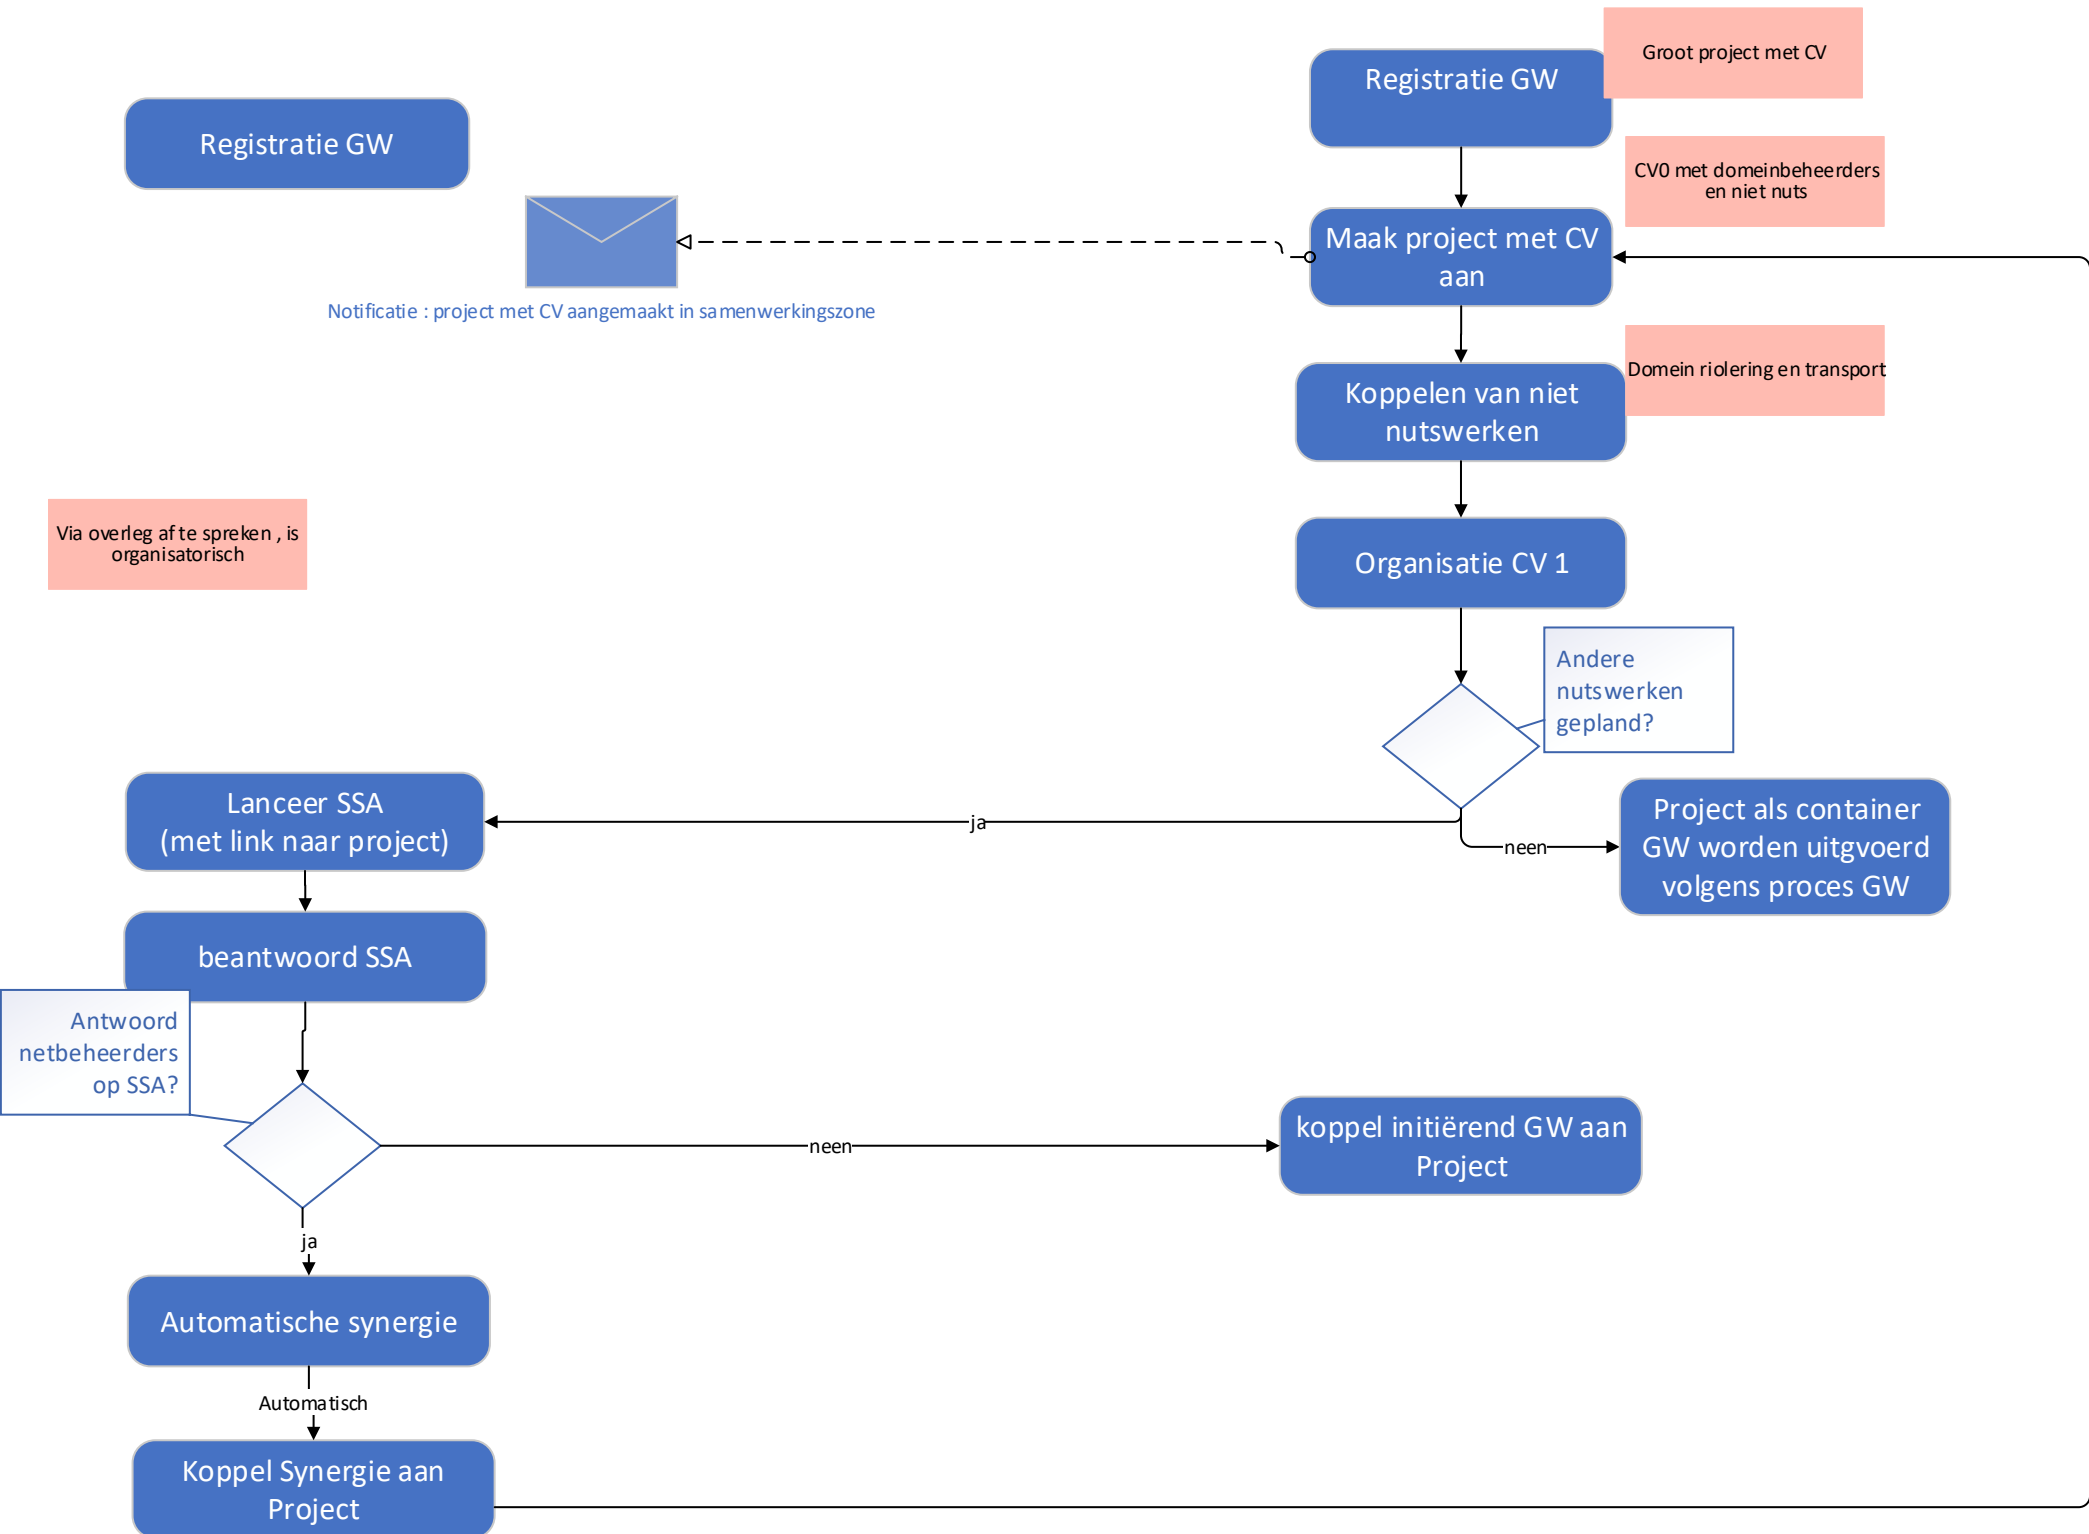 Groot project met CV
Registratie GW
Registratie GW
CV0 met domeinbeheerders
en niet nuts
Maak project met CV
aan
Notificatie : project met CV aangemaakt in samenwerkingszone
Domein riolering en transport
Koppelen van niet
nutswerken
Via overleg af te spreken , is
organisatorisch
Organisatie CV 1
Andere
nutswerken
gepland?
Lanceer SSA
(met link naar project)
ja
neen
Project als container
GW worden uitgvoerd
volgens proces GW
beantwoord SSA
Antwoord
netbeheerders
op SSA?
neen
koppel initiërend GW aan
Project
ja
Automatische synergie
Automatisch
Koppel Synergie aan
Project